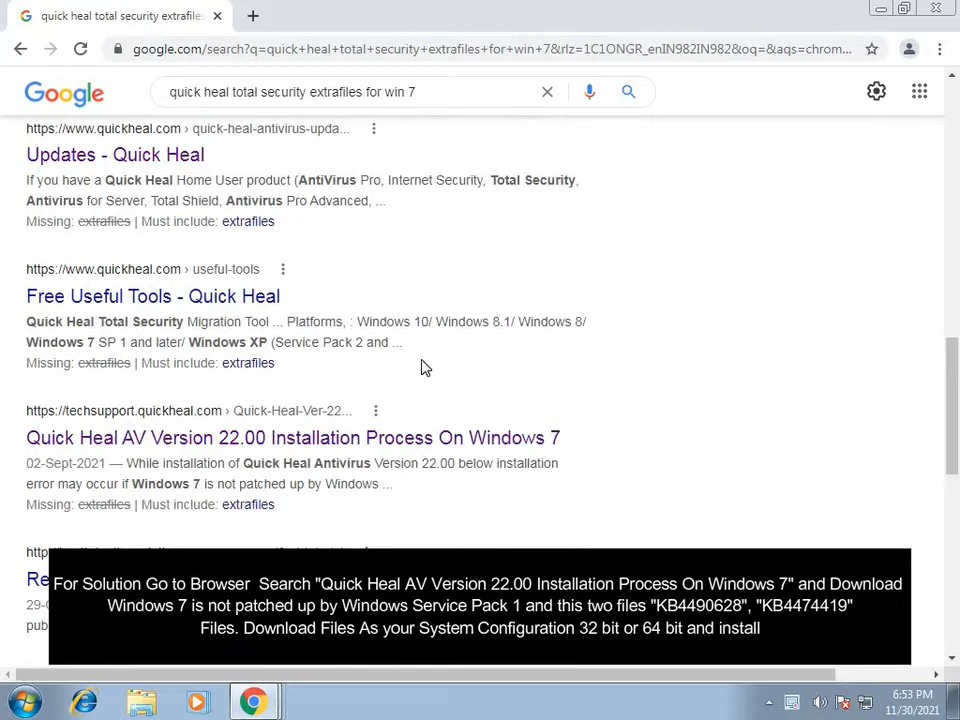 quick heal total security extrafiles
google.com/search?q=quick+heal+total+security+extrafiles+for+win+7&rlz=1C1ONGR_enIN982IN982&oq=&aqs=chrom...
Google
quick heal total security extrafiles for win 7
https://www.quickheal.com › quick-heal-antivirus-upda...
Updates - Quick Heal
If you have a Quick Heal Home User product (AntiVirus Pro, Internet Security, Total Security,
Antivirus for Server, Total Shield, Antivirus Pro Advanced, ...
Missing: extrafiles | Must include: extrafiles
https://www.quickheal.com › useful-tools
Free Useful Tools - Quick Heal
Quick Heal Total Security Migration Tool ... Platforms, : Windows 10/ Windows 8.1/ Windows 8/
Windows 7 SP 1 and later/ Windows XP (Service Pack 2 and ...
Missing: extrafiles | Must include: extrafiles
https://techsupport.quickheal.com › Quick-Heal-Ver-22...
Quick Heal AV Version 22.00 Installation Process On Windows 7
02-Sept-2021 — While installation of Quick Heal Antivirus Version 22.00 below installation
error may occur if Windows 7 is not patched up by Windows ...
Missing: extrafiles | Must include: extrafiles
For Solution Go to Browser Search "Quick Heal AV Version 22.00 Installation Process On Windows 7" and Download
Windows 7 is not patched up by Windows Service Pack 1 and this two files "KB4490628", "KB4474419"
Files. Download Files As your System Configuration 32 bit or 64 bit and install
6:53 PM
11/30/2021